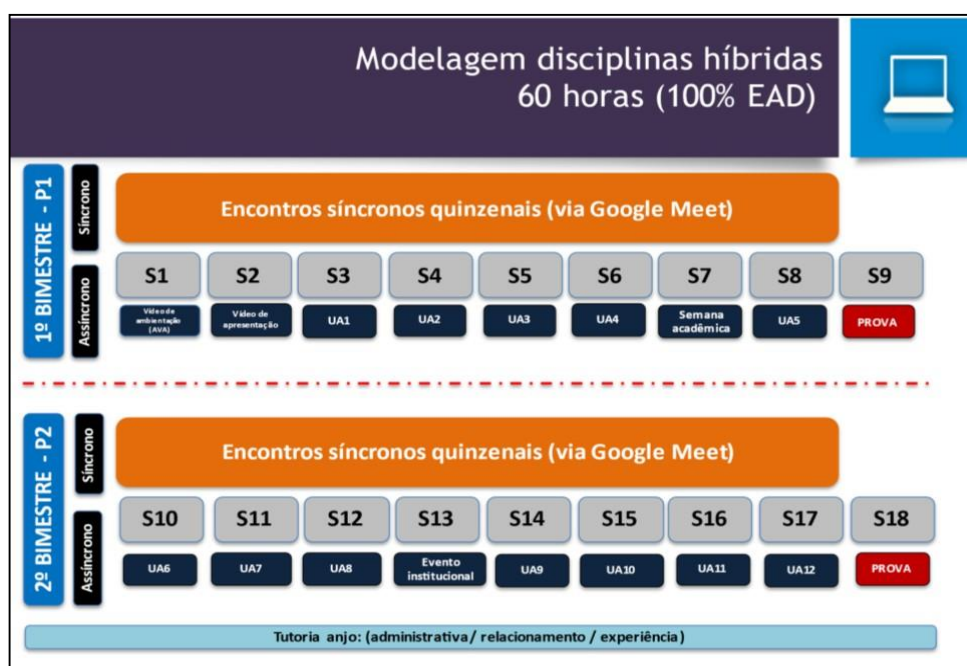 Modelagem disciplinas híbridas
60 horas (100% EAD)
1º BIMESTRE - P1
Síncrono
Encontros síncronos quinzenais (via Google Meet)
Assíncrono
S1 S2 S3 S4 S5 S6 S7 S8 S9
Vídeo de
ambientação
(AVA)
Vídeo de
apresentação
UA1
UA2
UA3
UA4
Semana
acadêmica
UA5
PROVA
2º BIMESTRE - P2
Síncrono
Encontros síncronos quinzenais (via Google Meet)
Assíncrono
S10 S11 S12 S13 S14 S15 S16 S17 S18
UA6
UA7
UA8
Evento
institucional
UA9
UA10
UA11
UA12
PROVA
Tutoria anjo: (administrativa/ relacionamento / experiência)